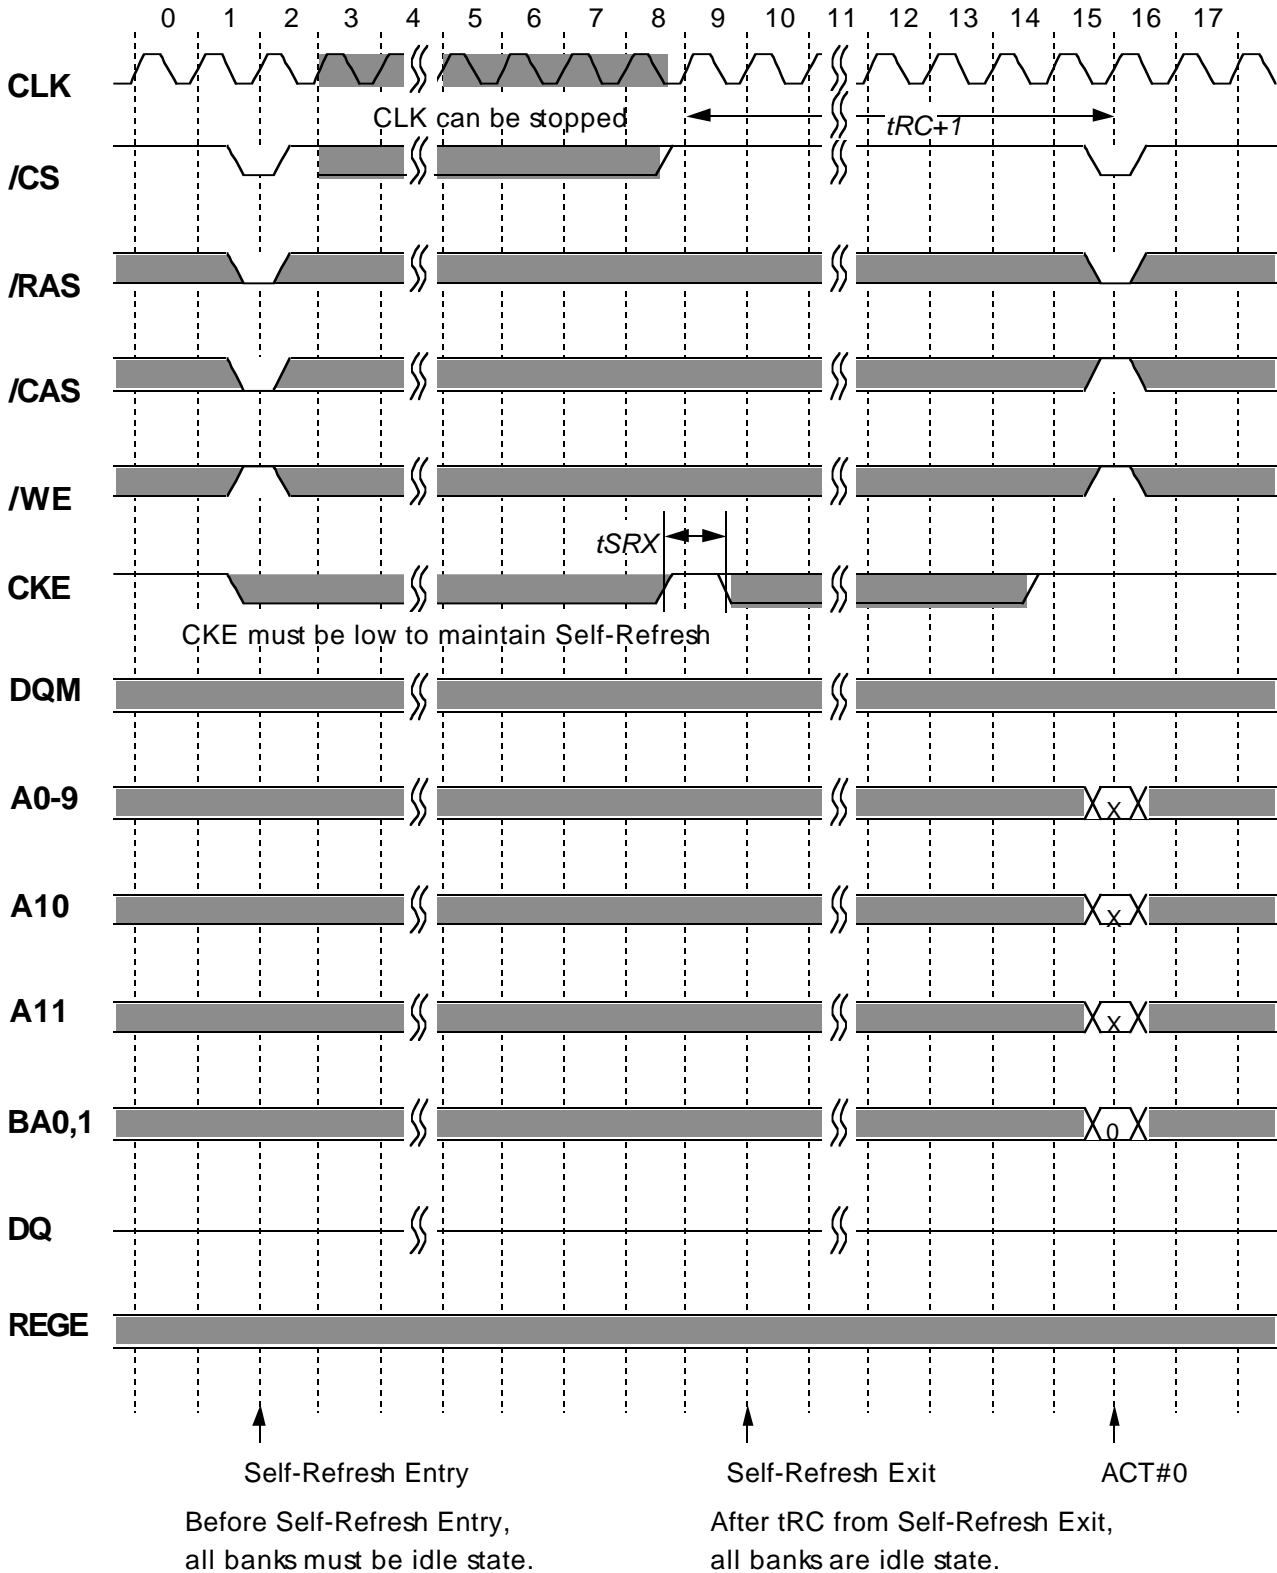 0 1 2 3 4 5 6 7 8 9 10 11 12 13 14 15 16 17
CLK
CLK can be stopped
tRC+1
/CS
/RAS
/CAS
/WE
tSRX
CKE
CKE must be low to maintain Self-Refresh
DQM
A0-9
X
A10
X
A11
X
BA0,1
0
DQ
REGE
Self-Refresh Entry
Self-Refresh Exit
ACT#0
Before Self-Refresh Entry,
all banks must be idle state.
After tRC from Self-Refresh Exit,
all banks are idle state.